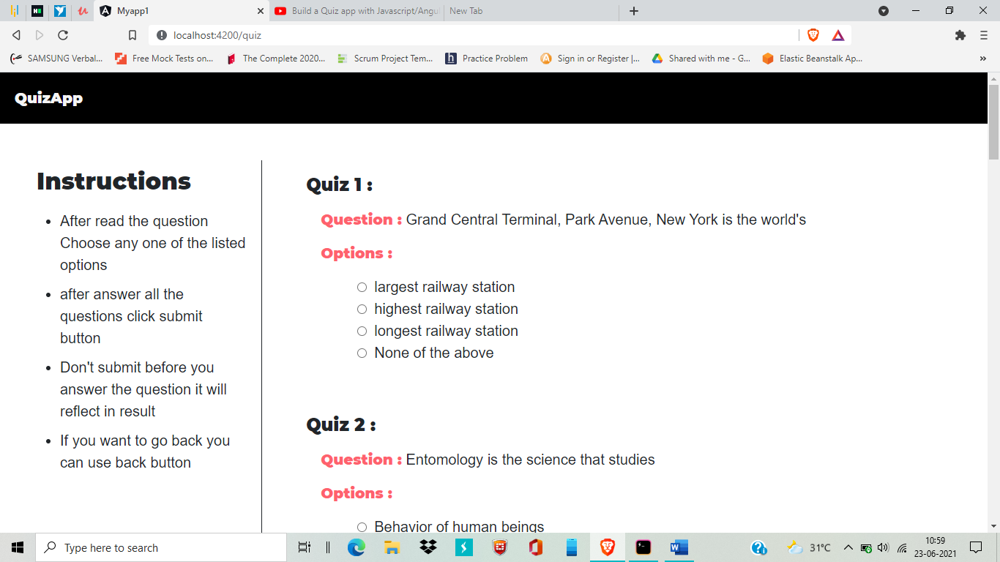 Myapp1
Build a Quiz app with Javascript/Angu
New Tab
localhost:4200/quiz
SAMSUNG Verbal...
Free Mock Tests on...
The Complete 2020...
Scrum Project Tem...
Practice Problem
Sign in or Register |...
Shared with me - G...
Elastic Beanstalk Ap...
»
QuizApp
Instructions
• After read the question
Choose any one of the listed
options
• after answer all the
questions click submit
button
• Don't submit before you
answer the question it will
reflect in result
• If you want to go back you
can use back button
Quiz 1 :
Question : Grand Central Terminal, Park Avenue, New York is the world's
Options :
largest railway station
highest railway station
longest railway station
None of the above
Quiz 2 :
Question : Entomology is the science that studies
Options :
Behavior of human beings
Type here to search
31°C
10:59
23-06-2021